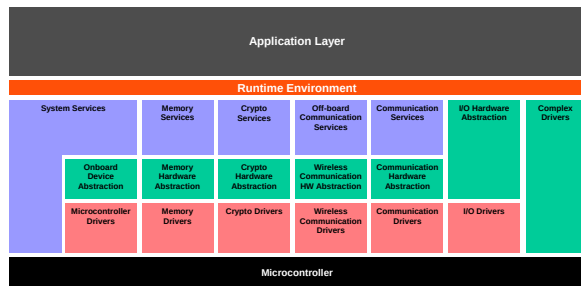 Application Layer
Runtime Environment
System Services
Memory
Services
Crypto
Services
Off-board
Communication
Services
Communication
Services
I/O Hardware
Abstraction
Complex
Drivers
Onboard
Device
Abstraction
Memory
Hardware
Abstraction
Crypto
Hardware
Abstraction
Wireless
Communication
HW Abstraction
Communication
Hardware
Abstraction
Microcontroller
Drivers
Memory
Drivers
Crypto Drivers
Wireless
Communication
Drivers
Communication
Drivers
I/O Drivers
Microcontroller